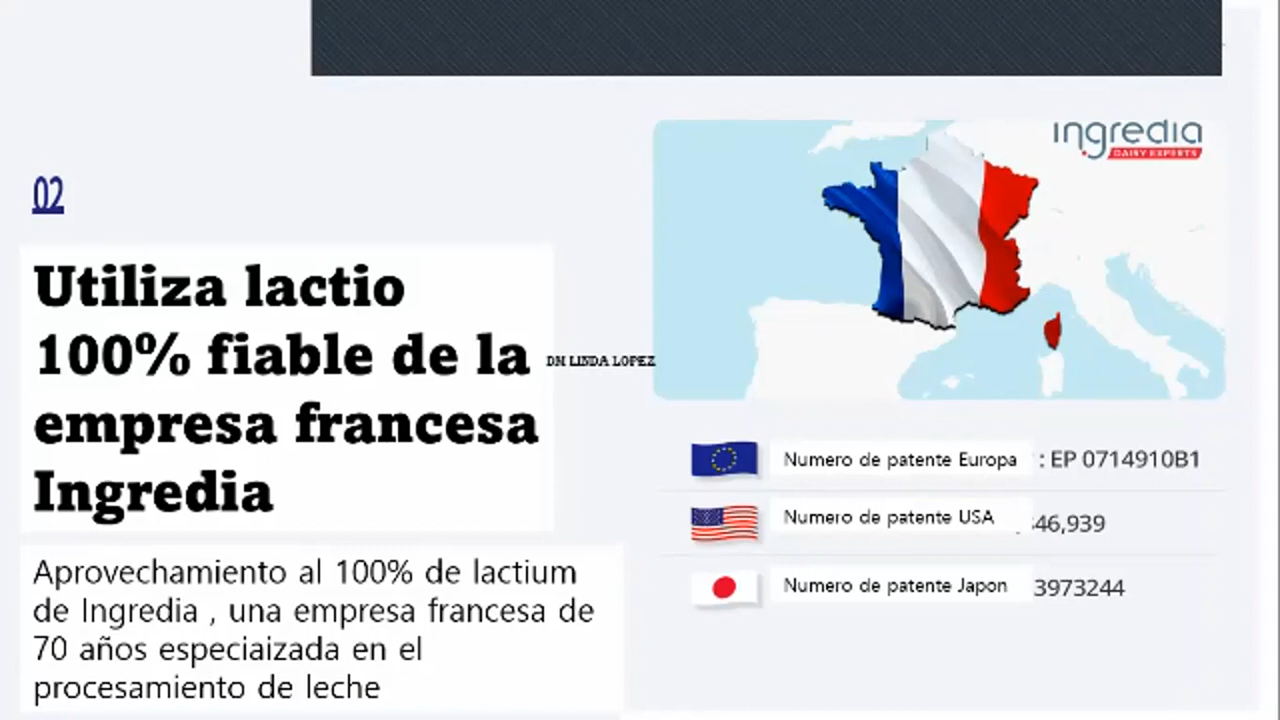 ingredia
DAIRY EXPERTS
02
Utiliza lactio
100% fiable de la
empresa francesa
Ingredia
DN LINDA LOPEZ
Aprovechamiento al 100% de lactium
de Ingredia , una empresa francesa de
70 años especiaizada en el
procesamiento de leche
Numero de patente Europa : EP 0714910B1
Numero de patente USA 46,939
Numero de patente Japon 3973244